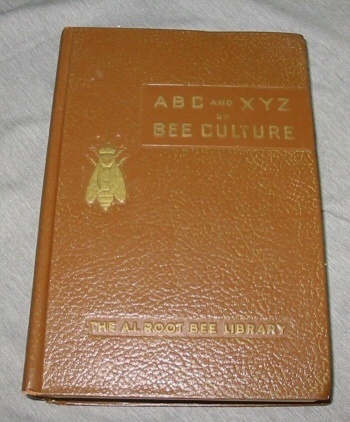 ABC AND XYZ
OF
BEE CULTURE
THE A.I. ROOT BEE LIBRARY